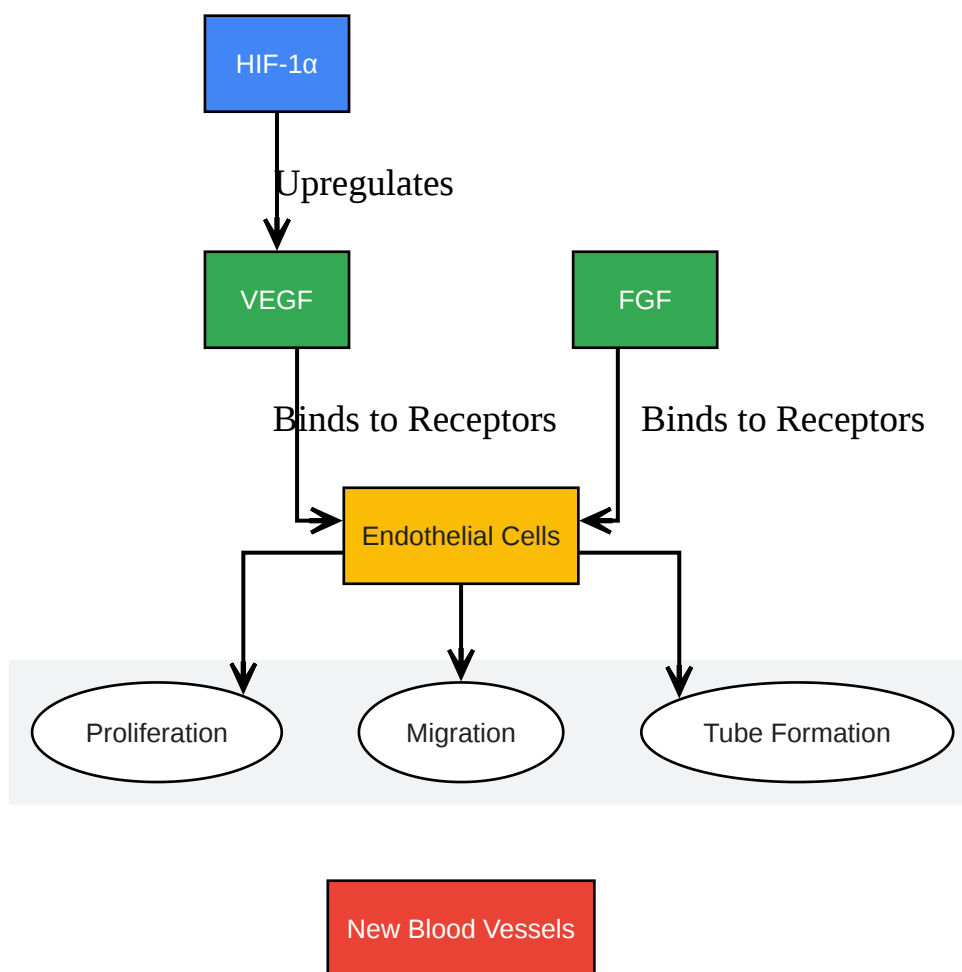 HIF-1α
Upregulates
VEGF
FGF
Binds to Receptors
Binds to Receptors
Endothelial Cells
Proliferation
Migration
Tube Formation
New Blood Vessels